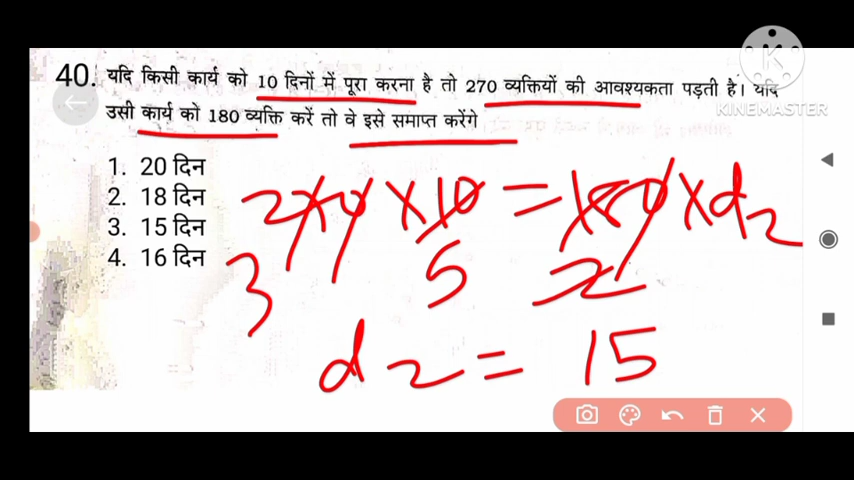 40. यदि किसी कार्य को 10 दिनों में पूरा करना है तो 270 व्यक्तियों की आवश्यकता पड़ती है। यदि
उसी कार्य को 180 व्यक्ति करें तो वे इसे समाप्त करेंगे
1. 20 दिन
2. 18 दिन
3. 15 दिन
4. 16 दिन
270 × 10 = 180 × d2
3 5 2
d2 = 15
K
KINEMASTER